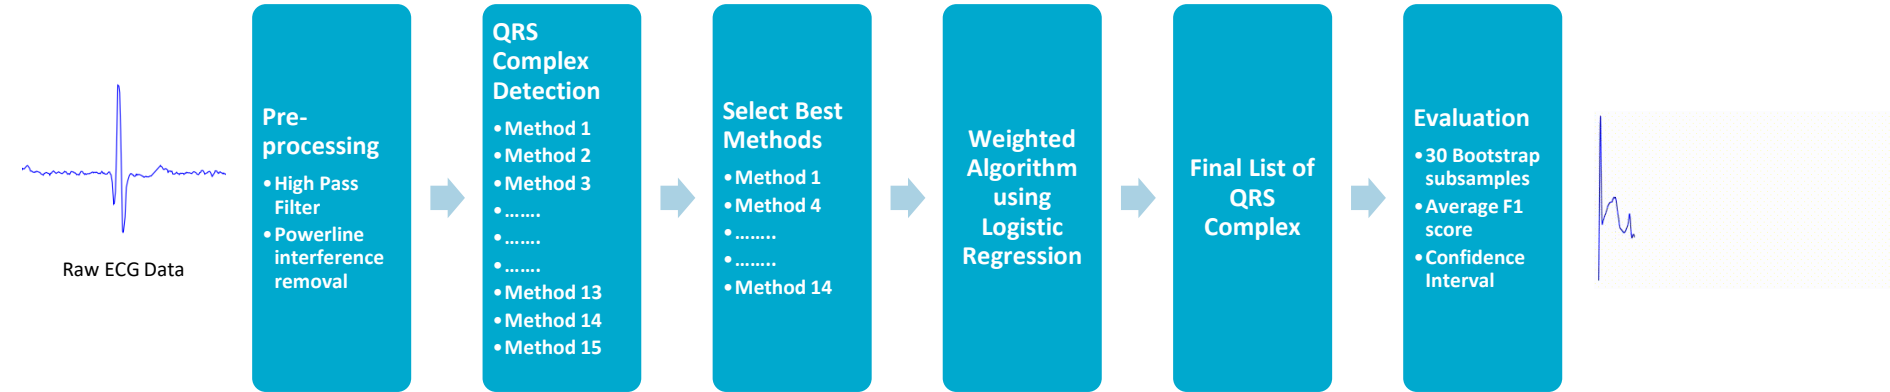 Raw ECG Data
Pre-
processing
•High Pass
Filter
•Powerline
interference
removal
QRS
Complex
Detection
•Method 1
•Method 2
•Method 3
•…….
•…….
•…….
•Method 13
•Method 14
•Method 15
Select Best
Methods
•Method 1
•Method 4
•……..
•……..
•Method 14
Weighted
Algorithm
using
Logistic
Regression
Final List of
QRS
Complex
Evaluation
•30 Bootstrap
subsamples
•Average F1
score
•Confidence
Interval